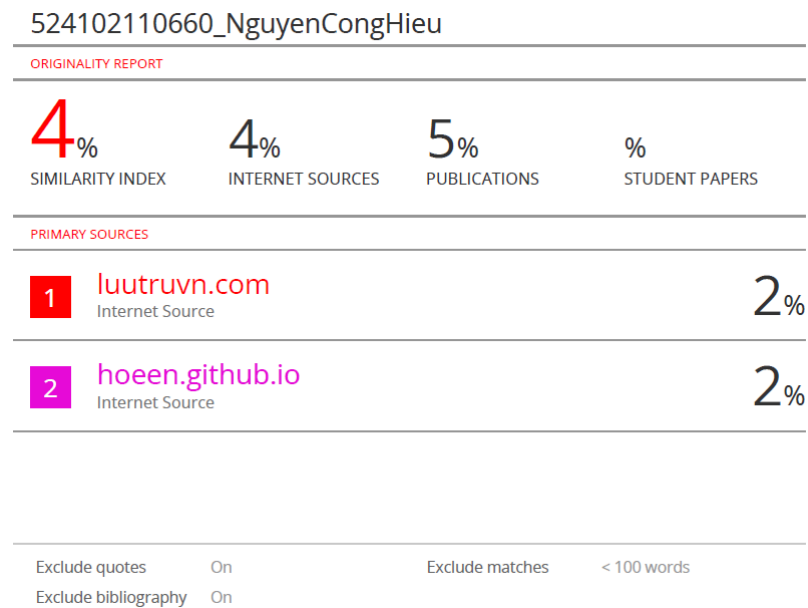 524102110660_NguyenCongHieu
ORIGINALITY REPORT
4% 4% 5% %
SIMILARITY INDEX INTERNET SOURCES PUBLICATIONS STUDENT PAPERS
PRIMARY SOURCES
1 luutruvn.com 2%
Internet Source
2 hoeen.github.io 2%
Internet Source
Exclude quotes On Exclude matches < 100 words
Exclude bibliography On